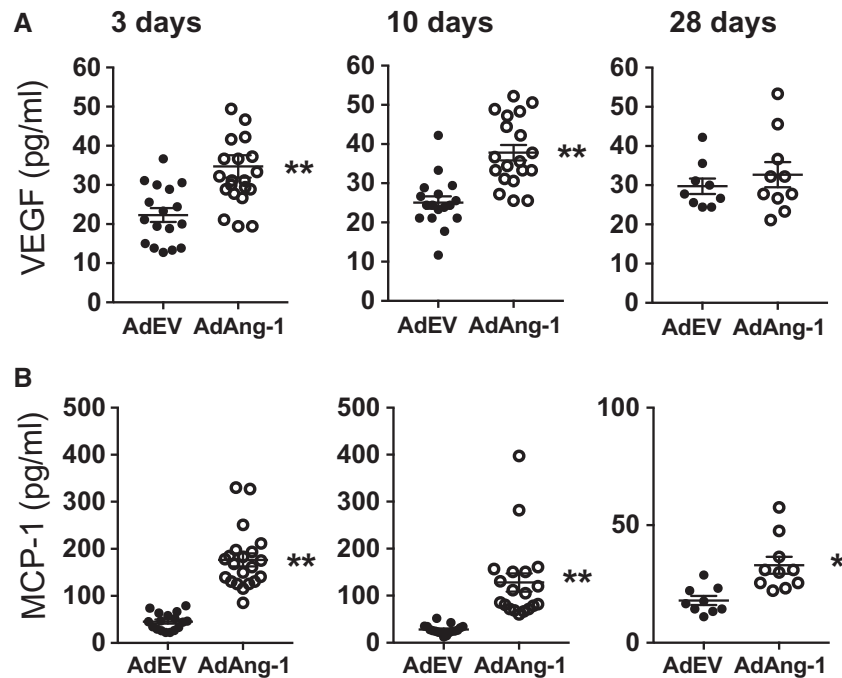 A 3 days 10 days 28 days
VEGF (pg/ml)
60 60 60
50 50 50
40 40 40
** **
30 30 30
20 20 20
10 10 10
0 0 0
AdEV AdAng-1 AdEV AdAng-1 AdEV AdAng-1
B
MCP-1 (pg/ml)
500 500 100
400 400
300 300
50
200 200
** ** *
100 100
0 0 0
AdEV AdAng-1 AdEV AdAng-1 AdEV AdAng-1